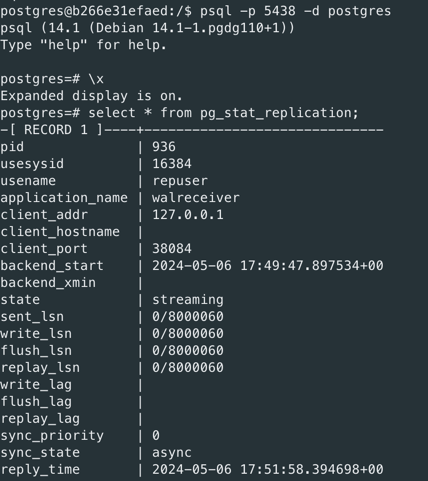 postgres@b266e31efaed:/$ psql -p 5438 -d postgres
psql (14.1 (Debian 14.1-1.pgdg110+1))
Type "help" for help.

postgres=# \x
Expanded display is on.
postgres=# select * from pg_stat_replication;
-[ RECORD 1 ]----+------------------------------
pid              | 936
usesysid         | 16384
usename          | repuser
application_name | walreceiver
client_addr      | 127.0.0.1
client_hostname  |
client_port      | 38084
backend_start    | 2024-05-06 17:49:47.897534+00
backend_xmin     |
state            | streaming
sent_lsn         | 0/8000060
write_lsn        | 0/8000060
flush_lsn        | 0/8000060
replay_lsn       | 0/8000060
write_lag        |
flush_lag        |
replay_lag       |
sync_priority    | 0
sync_state       | async
reply_time       | 2024-05-06 17:51:58.394698+00